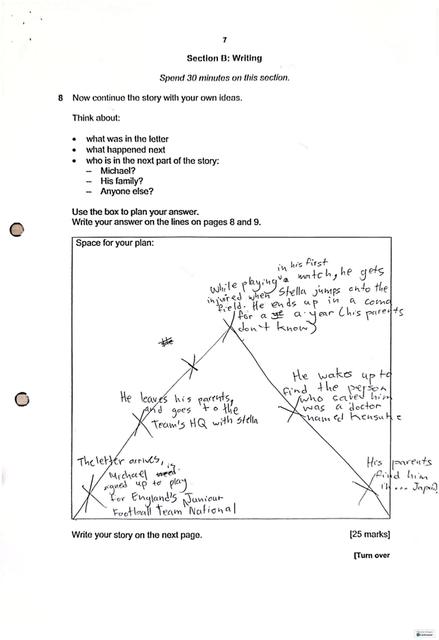 7
Section B: Writing
Spend 30 minutes on this section.
8 Now continue the story with your own ideas.
Think about:
• what was in the letter
• what happened next
• who is in the next part of the story:
– Michael?
– His family?
– Anyone else?
Use the box to plan your answer.
Write your answer on the lines on pages 8 and 9.
Space for your plan:
in his first
While playing a match, he gets
injured when Stella jumps onto the
field. He ends up in a coma
for a a year (his parents
don't know)
He leaves his parents,
and goes to the
Team's HQ with Stella
He wakes up to
find the person
who saved him
was a doctor
named Kensuke
The letter arrives,
Michael is
signed up to play
for England's Juniour
Football Team National
His parents
find him
in... Japan
Write your story on the next page.
[25 marks]
[Turn over